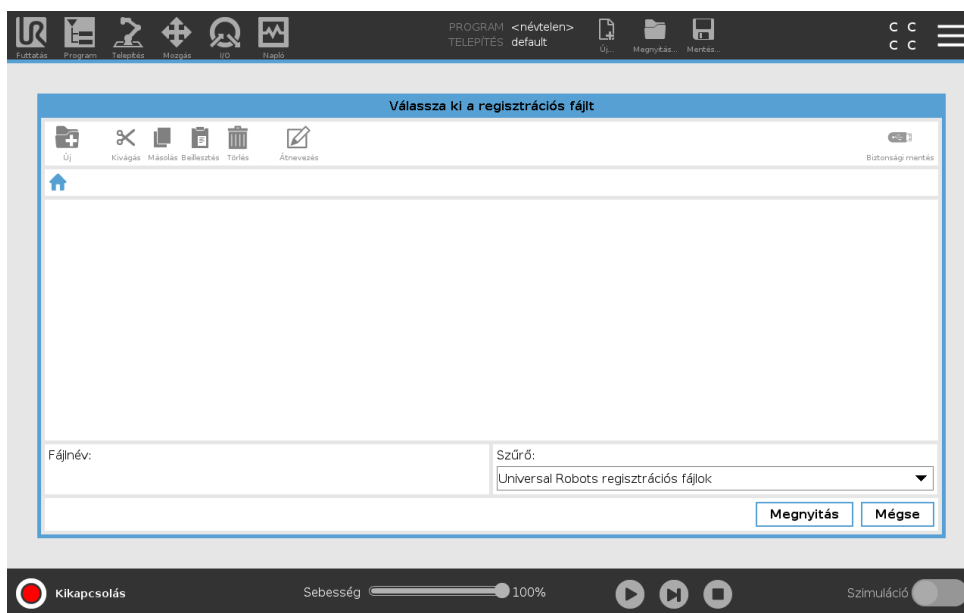 PROGRAM <névtelen>
TELEPÍTÉS default
Futtatás Program Telepítés Mozgás I/O Napló Új... Megnyitás... Mentés...
C C
C C
Válassza ki a regisztrációs fájlt
Új Kivágás Másolás Beillesztés Törlés Átnevezés Biztonsági mentés
Fájlnév: Szűrő:
Universal Robots regisztrációs fájlok
Megnyitás Mégse
Kikapcsolás Sebesség 100% Szimuláció